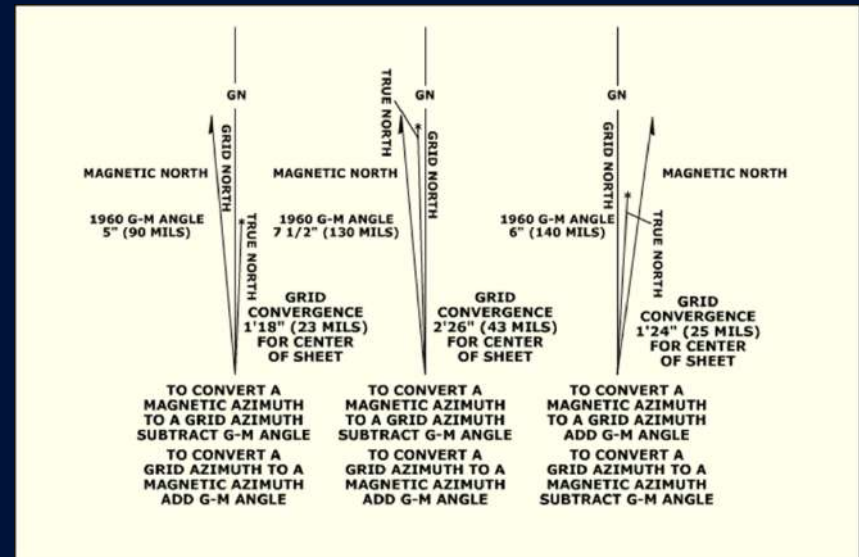 GN
GRID NORTH
MAGNETIC NORTH
1960 G-M ANGLE
5" (90 MILS)
TRUE NORTH
GRID
CONVERGENCE
1'18" (23 MILS)
FOR CENTER
OF SHEET
TO CONVERT A
MAGNETIC AZIMUTH
TO A GRID AZIMUTH
SUBTRACT G-M ANGLE
TO CONVERT A
GRID AZIMUTH TO A
MAGNETIC AZIMUTH
ADD G-M ANGLE
TRUE NORTH
GN
GRID NORTH
MAGNETIC NORTH
1960 G-M ANGLE
7 1/2" (130 MILS)
GRID
CONVERGENCE
2'26" (43 MILS)
FOR CENTER
OF SHEET
TO CONVERT A
MAGNETIC AZIMUTH
TO A GRID AZIMUTH
SUBTRACT G-M ANGLE
TO CONVERT A
GRID AZIMUTH TO A
MAGNETIC AZIMUTH
ADD G-M ANGLE
GN
GRID NORTH
MAGNETIC NORTH
1960 G-M ANGLE
6" (140 MILS)
TRUE NORTH
GRID
CONVERGENCE
1'24" (25 MILS)
FOR CENTER
OF SHEET
TO CONVERT A
MAGNETIC AZIMUTH
TO A GRID AZIMUTH
ADD G-M ANGLE
TO CONVERT A
GRID AZIMUTH TO A
MAGNETIC AZIMUTH
SUBTRACT G-M ANGLE